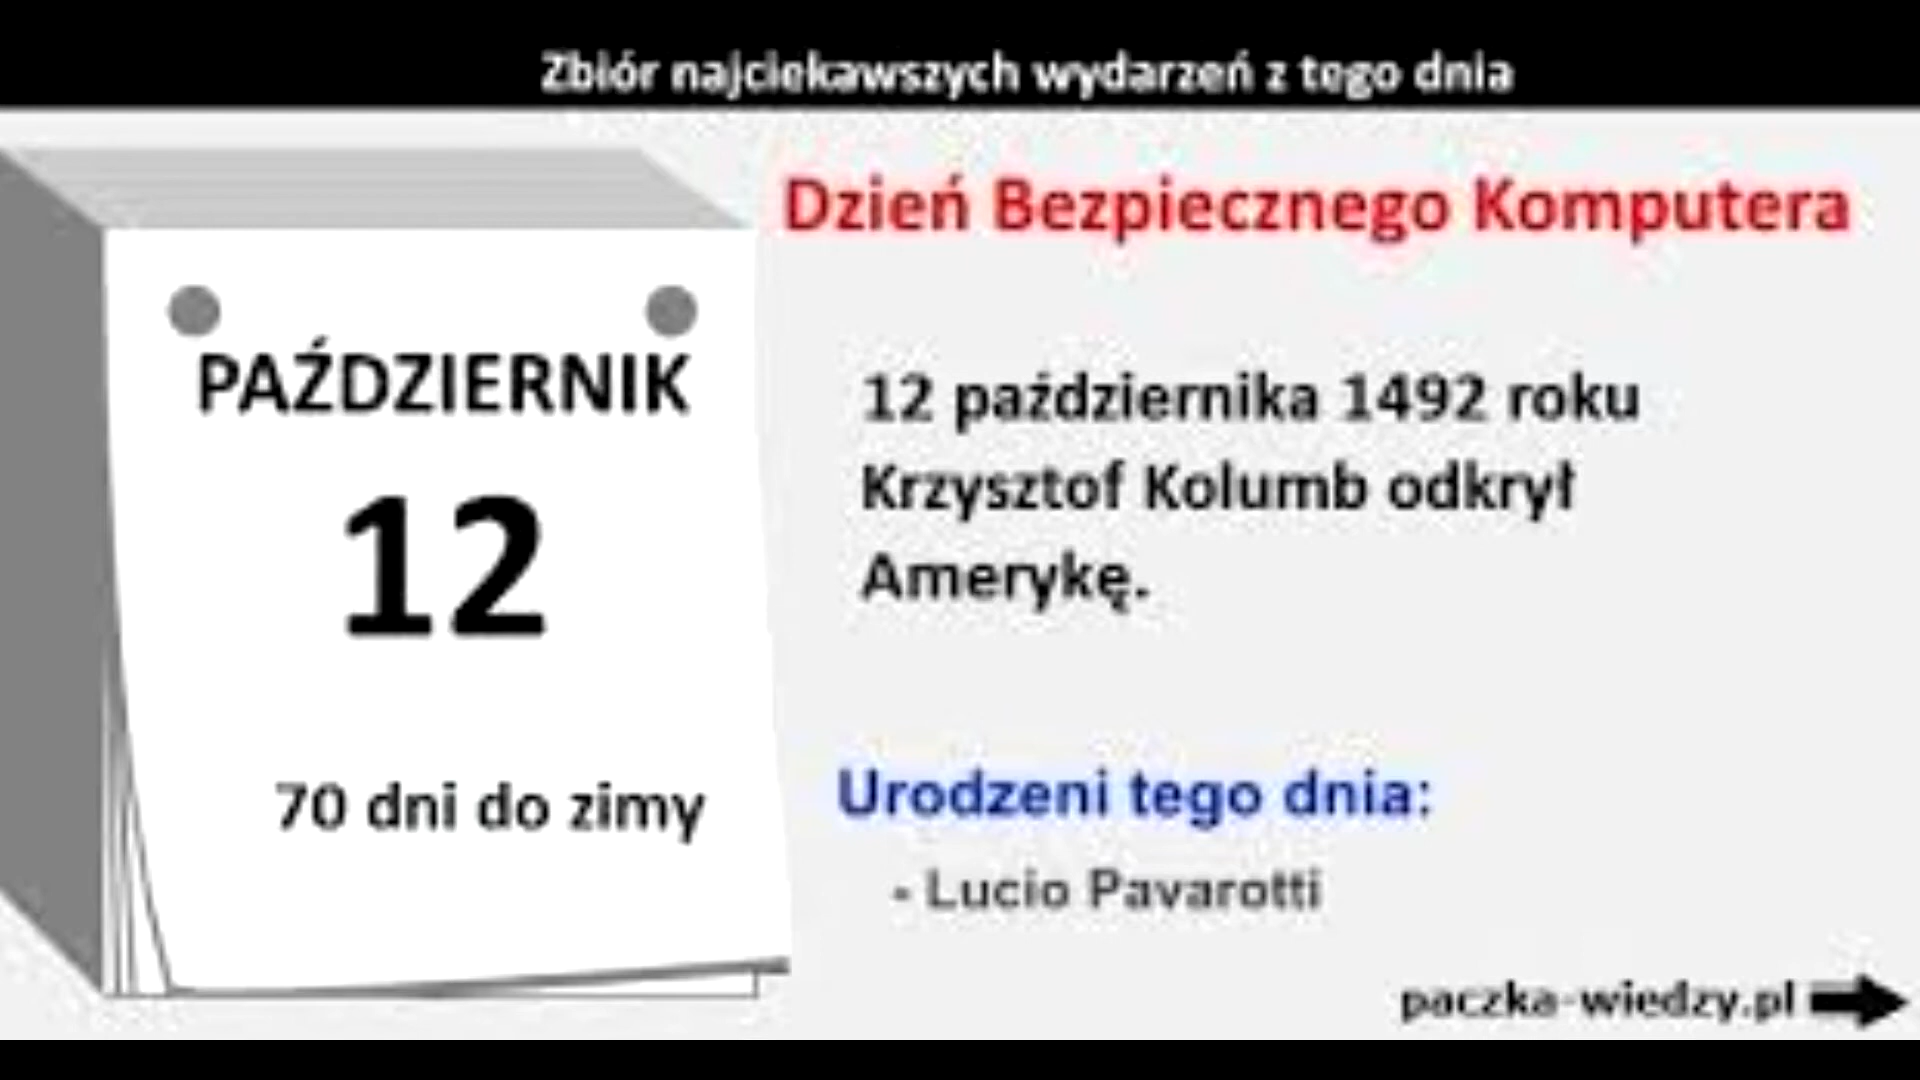 Zbiór najciekawszych wydarzeń z tego dnia
Dzień Bezpiecznego Komputera
PAŹDZIERNIK
12
70 dni do zimy
12 października 1492 roku
Krzysztof Kolumb odkrył
Amerykę.
Urodzeni tego dnia:
- Lucio Pavarotti
paczka-wiedzy.pl